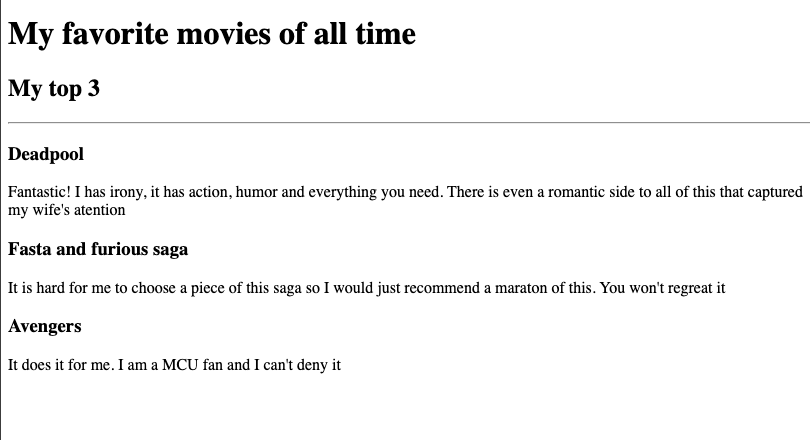 My favorite movies of all time
My top 3
Deadpool
Fantastic! I has irony, it has action, humor and everything you need. There is even a romantic side to all of this that captured
my wife's atention
Fasta and furious saga
It is hard for me to choose a piece of this saga so I would just recommend a maraton of this. You won't regreat it
Avengers
It does it for me. I am a MCU fan and I can't deny it